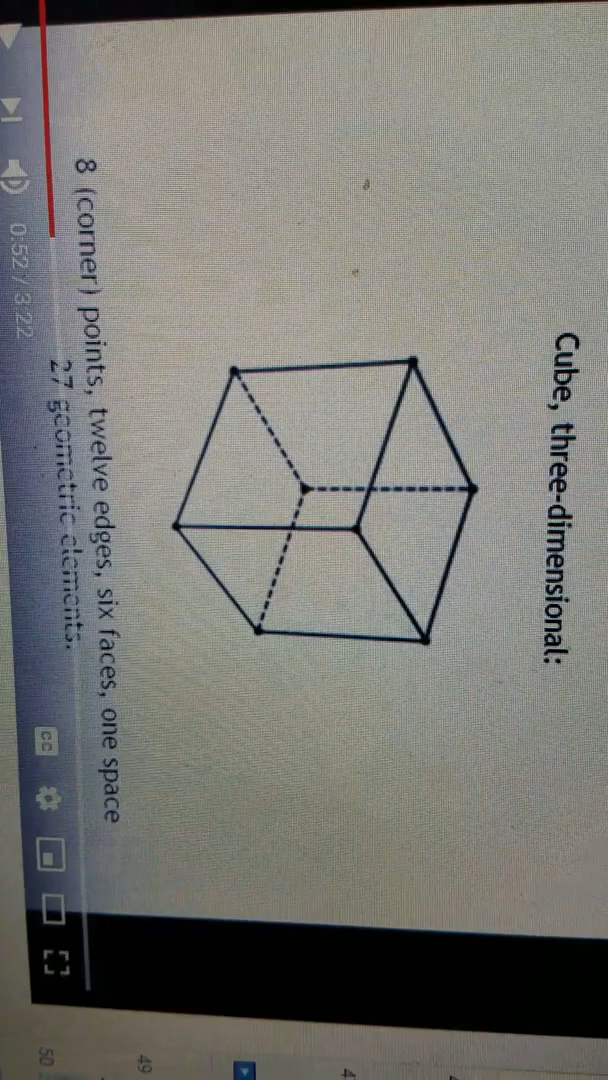 Cube, three-dimensional:
8 (corner) points, twelve edges, six faces, one space
27 geometric elements.
0:52 / 3:22
CC
4
49
50